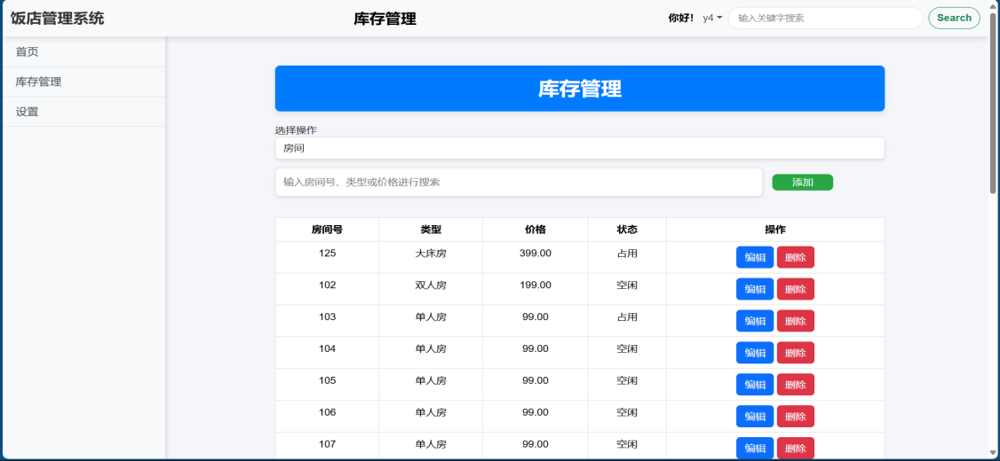 饭店管理系统 库存管理 你好! y4 输入关键字搜索 Search
首页
库存管理
设置
库存管理
选择操作
房间
输入房间号、类型或价格进行搜索 添加
房间号 类型 价格 状态 操作
125 大床房 399.00 占用 编辑 删除
102 双人房 199.00 空闲 编辑 删除
103 单人房 99.00 占用 编辑 删除
104 单人房 99.00 空闲 编辑 删除
105 单人房 99.00 空闲 编辑 删除
106 单人房 99.00 空闲 编辑 删除
107 单人房 99.00 空闲 编辑 删除